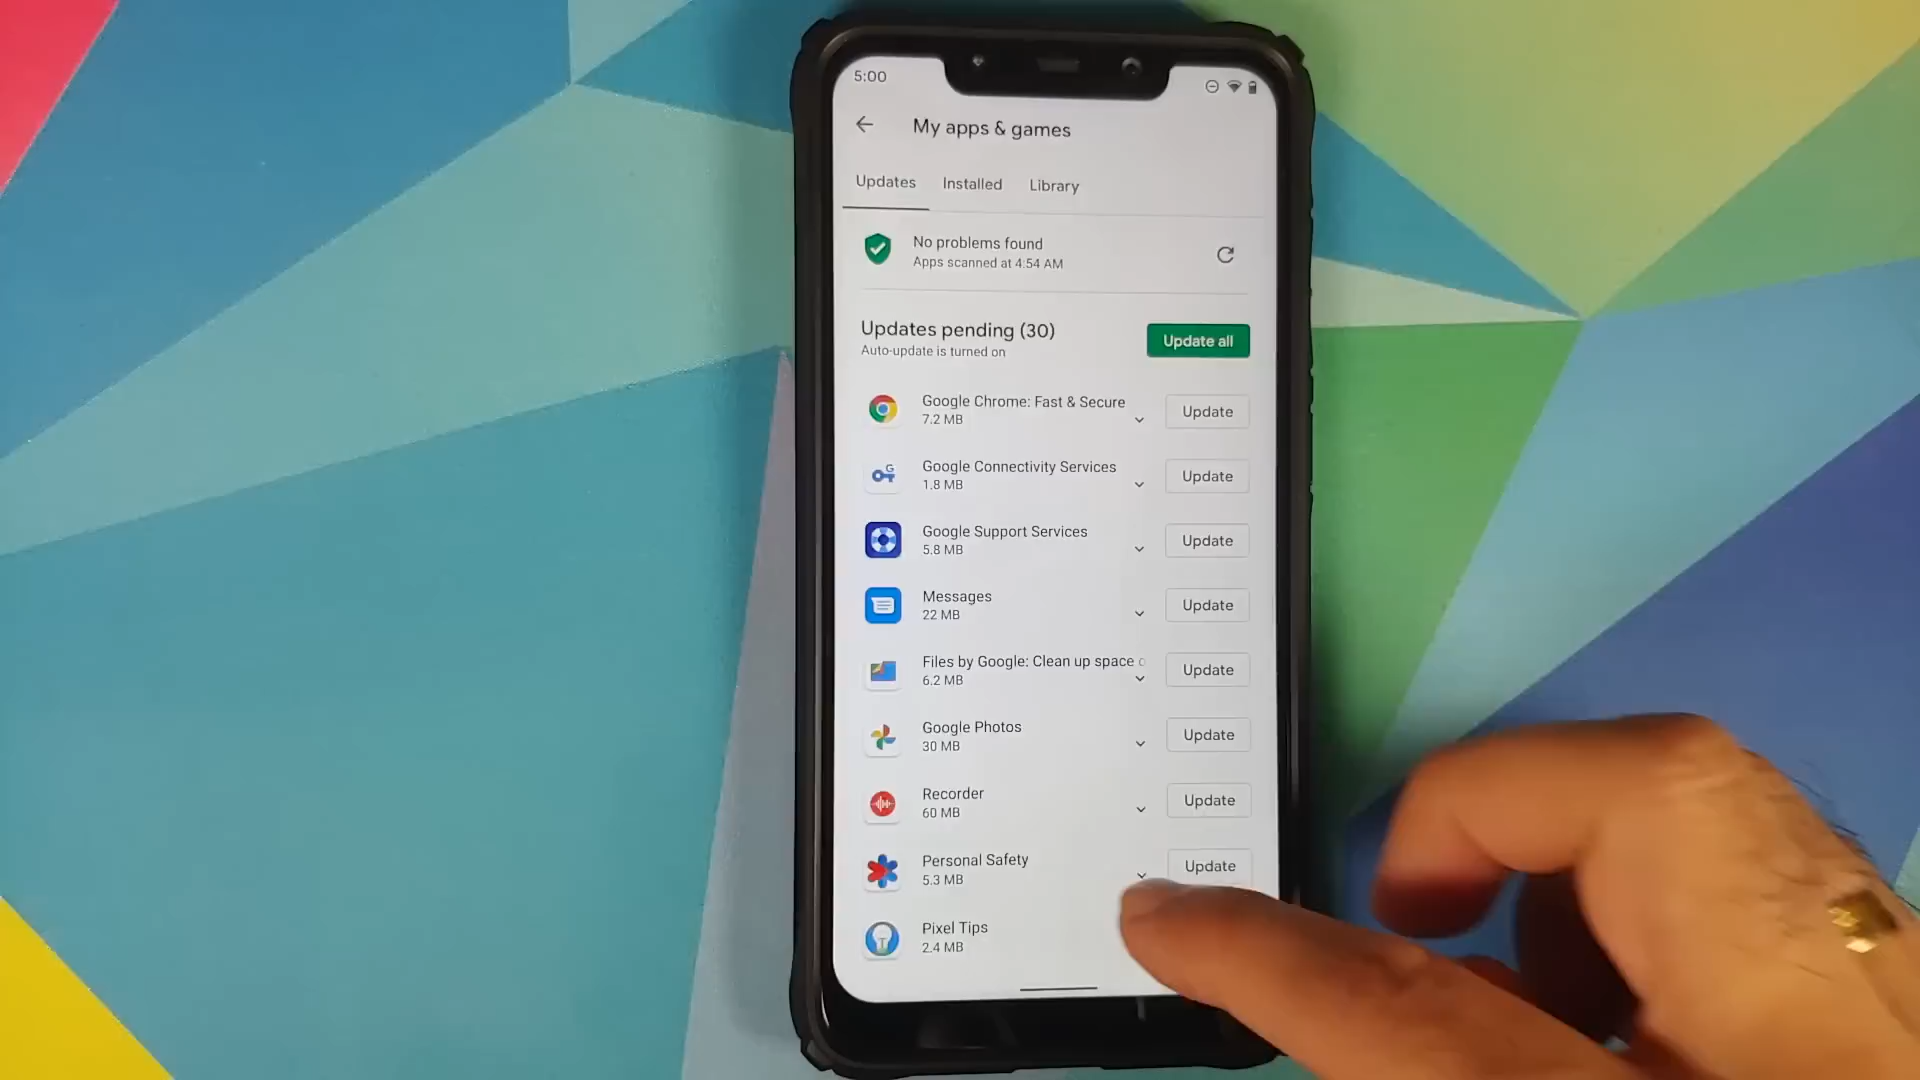 5:00
My apps & games
Updates Installed Library
No problems found
Apps scanned at 4:54 AM
Updates pending (30)
Auto-update is turned on
Update all
Google Chrome: Fast & Secure
7.2 MB
Update
Google Connectivity Services
1.8 MB
Update
G
Google Support Services
5.8 MB
Update
Messages
22 MB
Update
Files by Google: Clean up space
6.2 MB
Update
Google Photos
30 MB
Update
Recorder
60 MB
Update
Personal Safety
5.3 MB
Update
Pixel Tips
2.4 MB